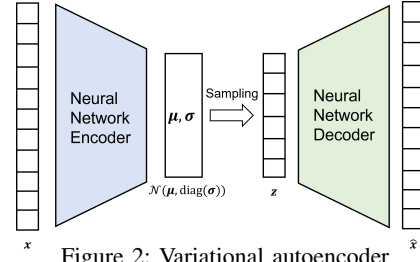 Neural
Network
Encoder
μ, σ
Sampling
Neural
Network
Decoder
𝒩(μ, diag(σ))
x
z
x̂
Figure 2: Variational autoencoder